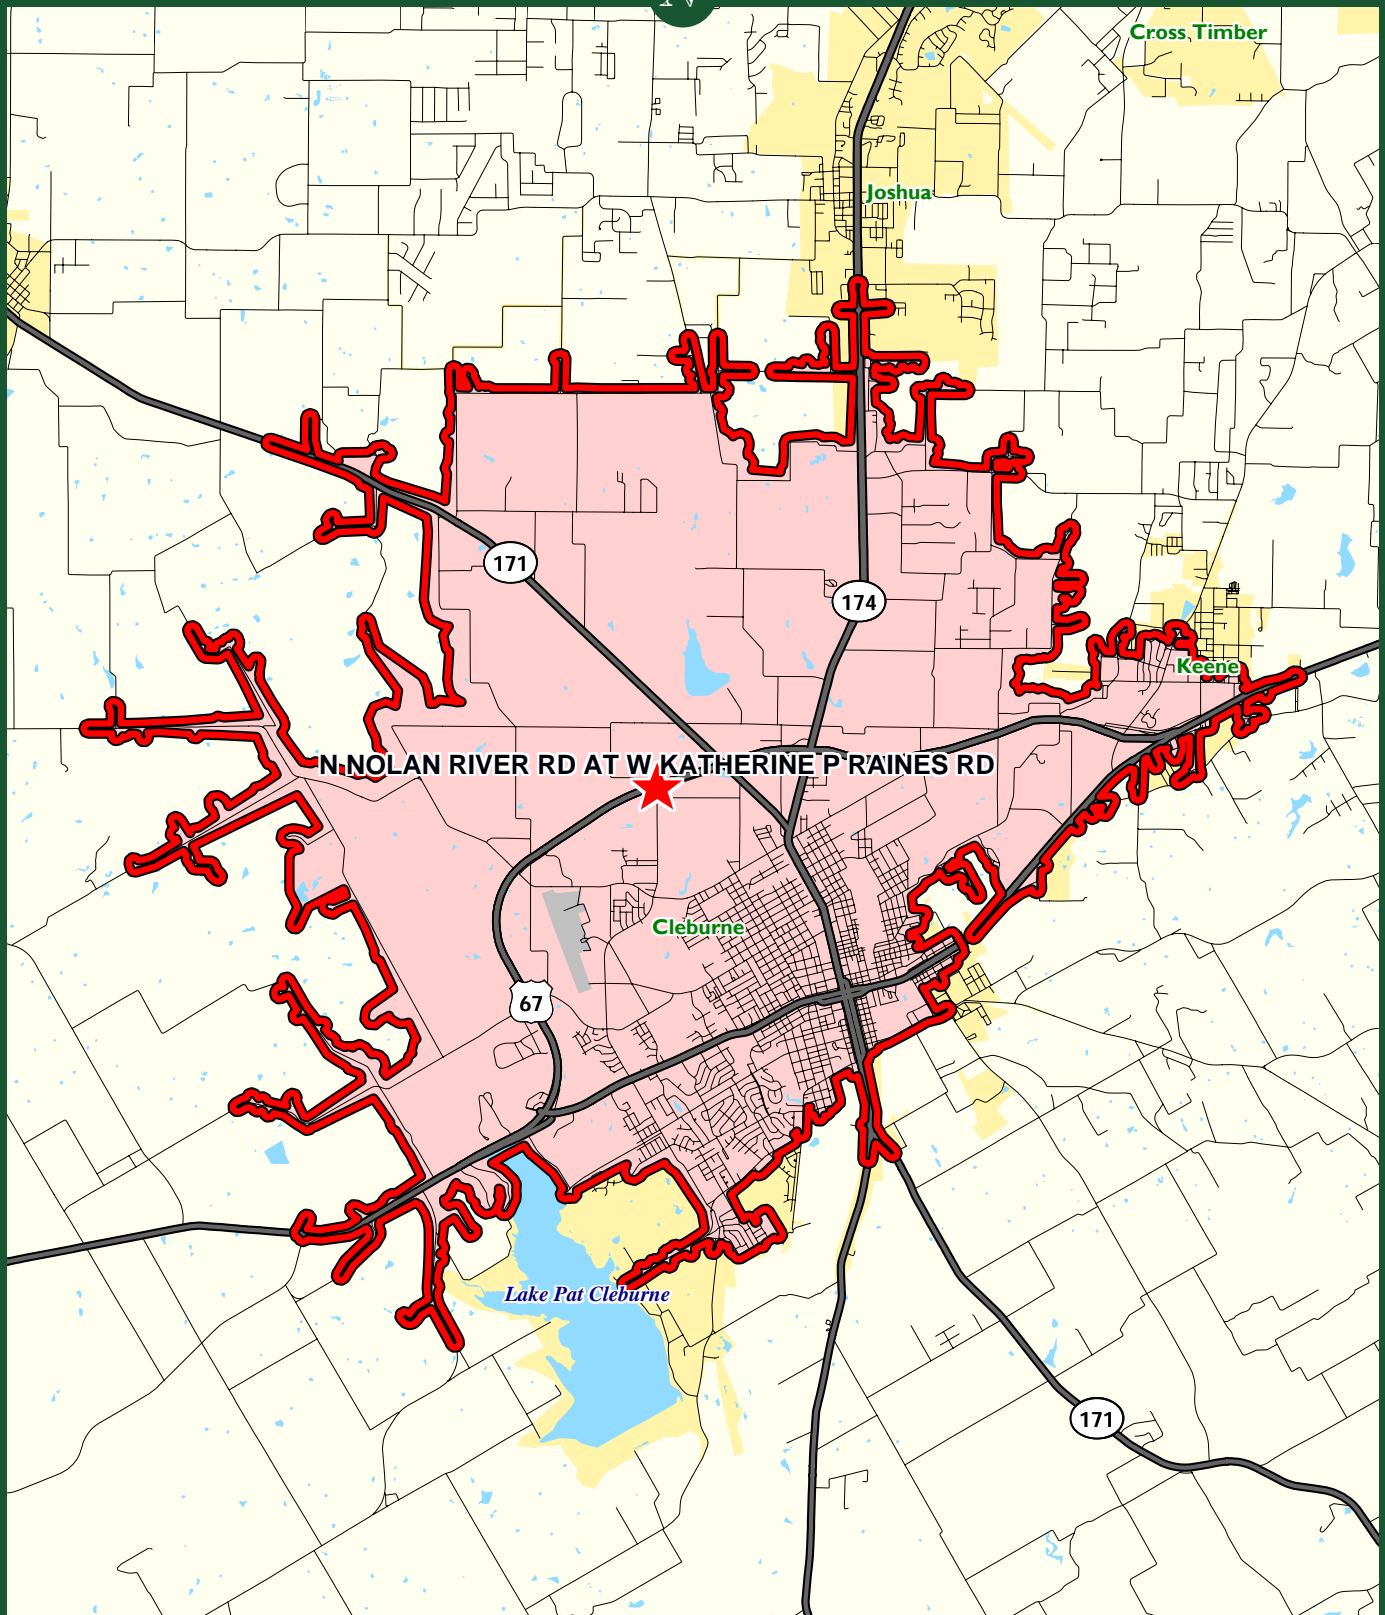 Cross Timber
Joshua
171
174
Keene
N NOLAN RIVER RD AT W KATHERINE P RAINES RD
Cleburne
67
Lake Pat Cleburne
171